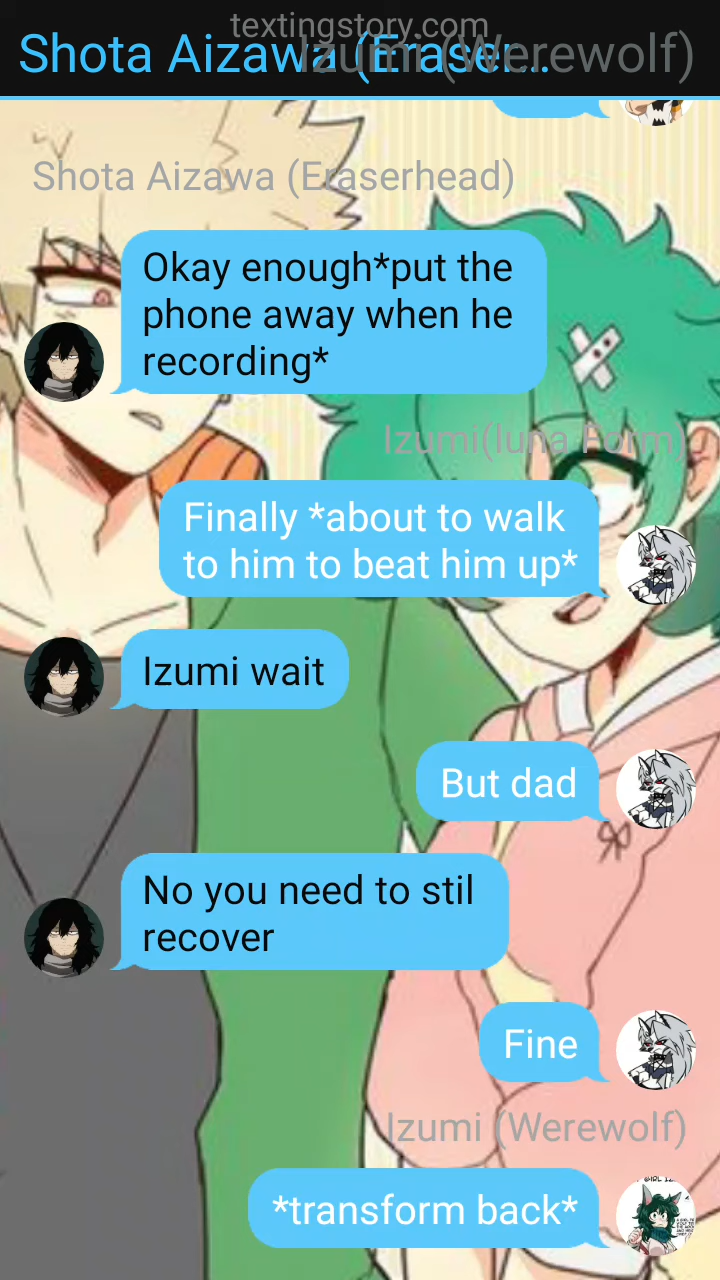 textingstory.com
Shota Aizawa (Eraser...
Izumi (Werewolf)
Shota Aizawa (Eraserhead)
Okay enough*put the
phone away when he
recording*
Izumi(luna Form)
Finally *about to walk
to him to beat him up*
Izumi wait
But dad
No you need to stil
recover
Fine
Izumi (Werewolf)
*transform back*